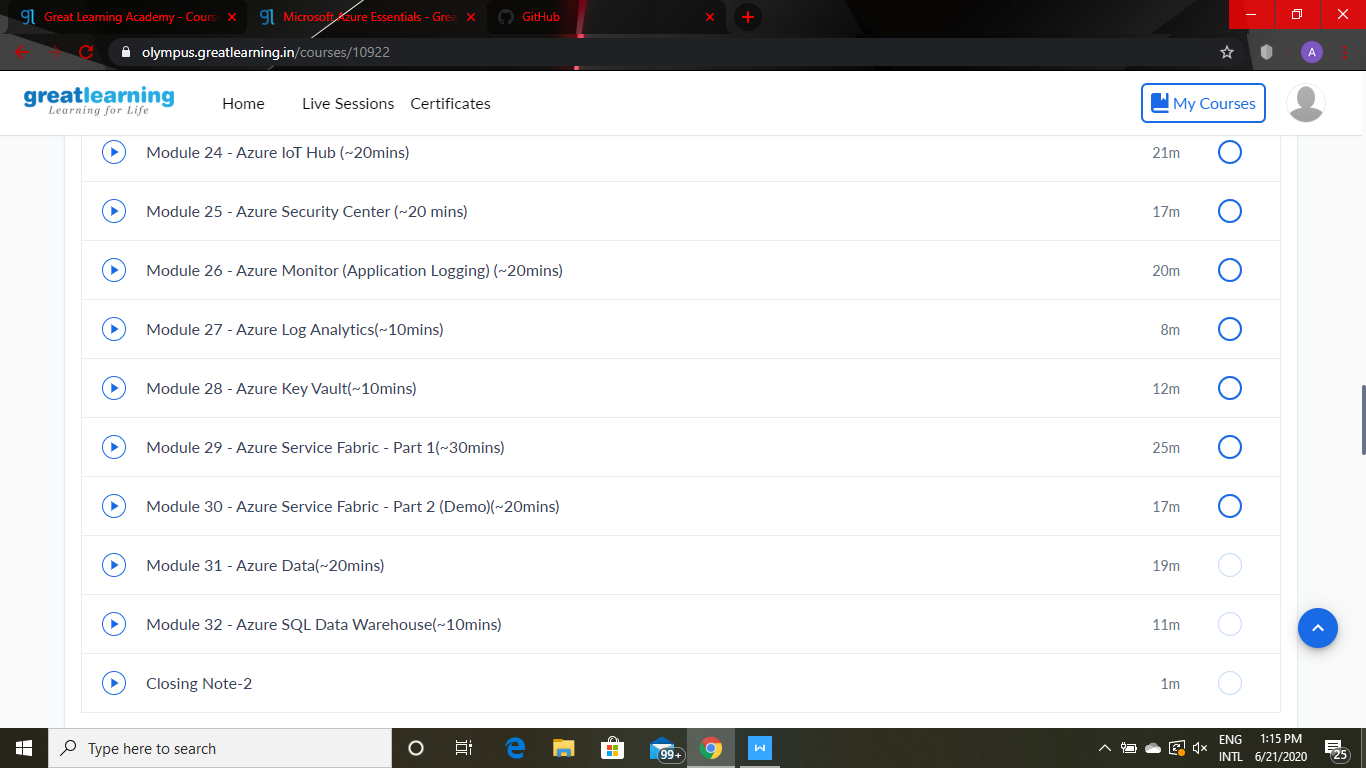 Great Learning Academy - Cours
Microsoft Azure Essentials - Grea
GitHub
olympus.greatlearning.in/courses/10922
A
greatlearning
Learning for Life
Home
Live Sessions
Certificates
My Courses
Module 24 - Azure IoT Hub (~20mins)
21m
Module 25 - Azure Security Center (~20 mins)
17m
Module 26 - Azure Monitor (Application Logging) (~20mins)
20m
Module 27 - Azure Log Analytics(~10mins)
8m
Module 28 - Azure Key Vault(~10mins)
12m
Module 29 - Azure Service Fabric - Part 1(~30mins)
25m
Module 30 - Azure Service Fabric - Part 2 (Demo)(~20mins)
17m
Module 31 - Azure Data(~20mins)
19m
Module 32 - Azure SQL Data Warehouse(~10mins)
11m
Closing Note-2
1m
Type here to search
99+
ENG
INTL
1:15 PM
6/21/2020
25